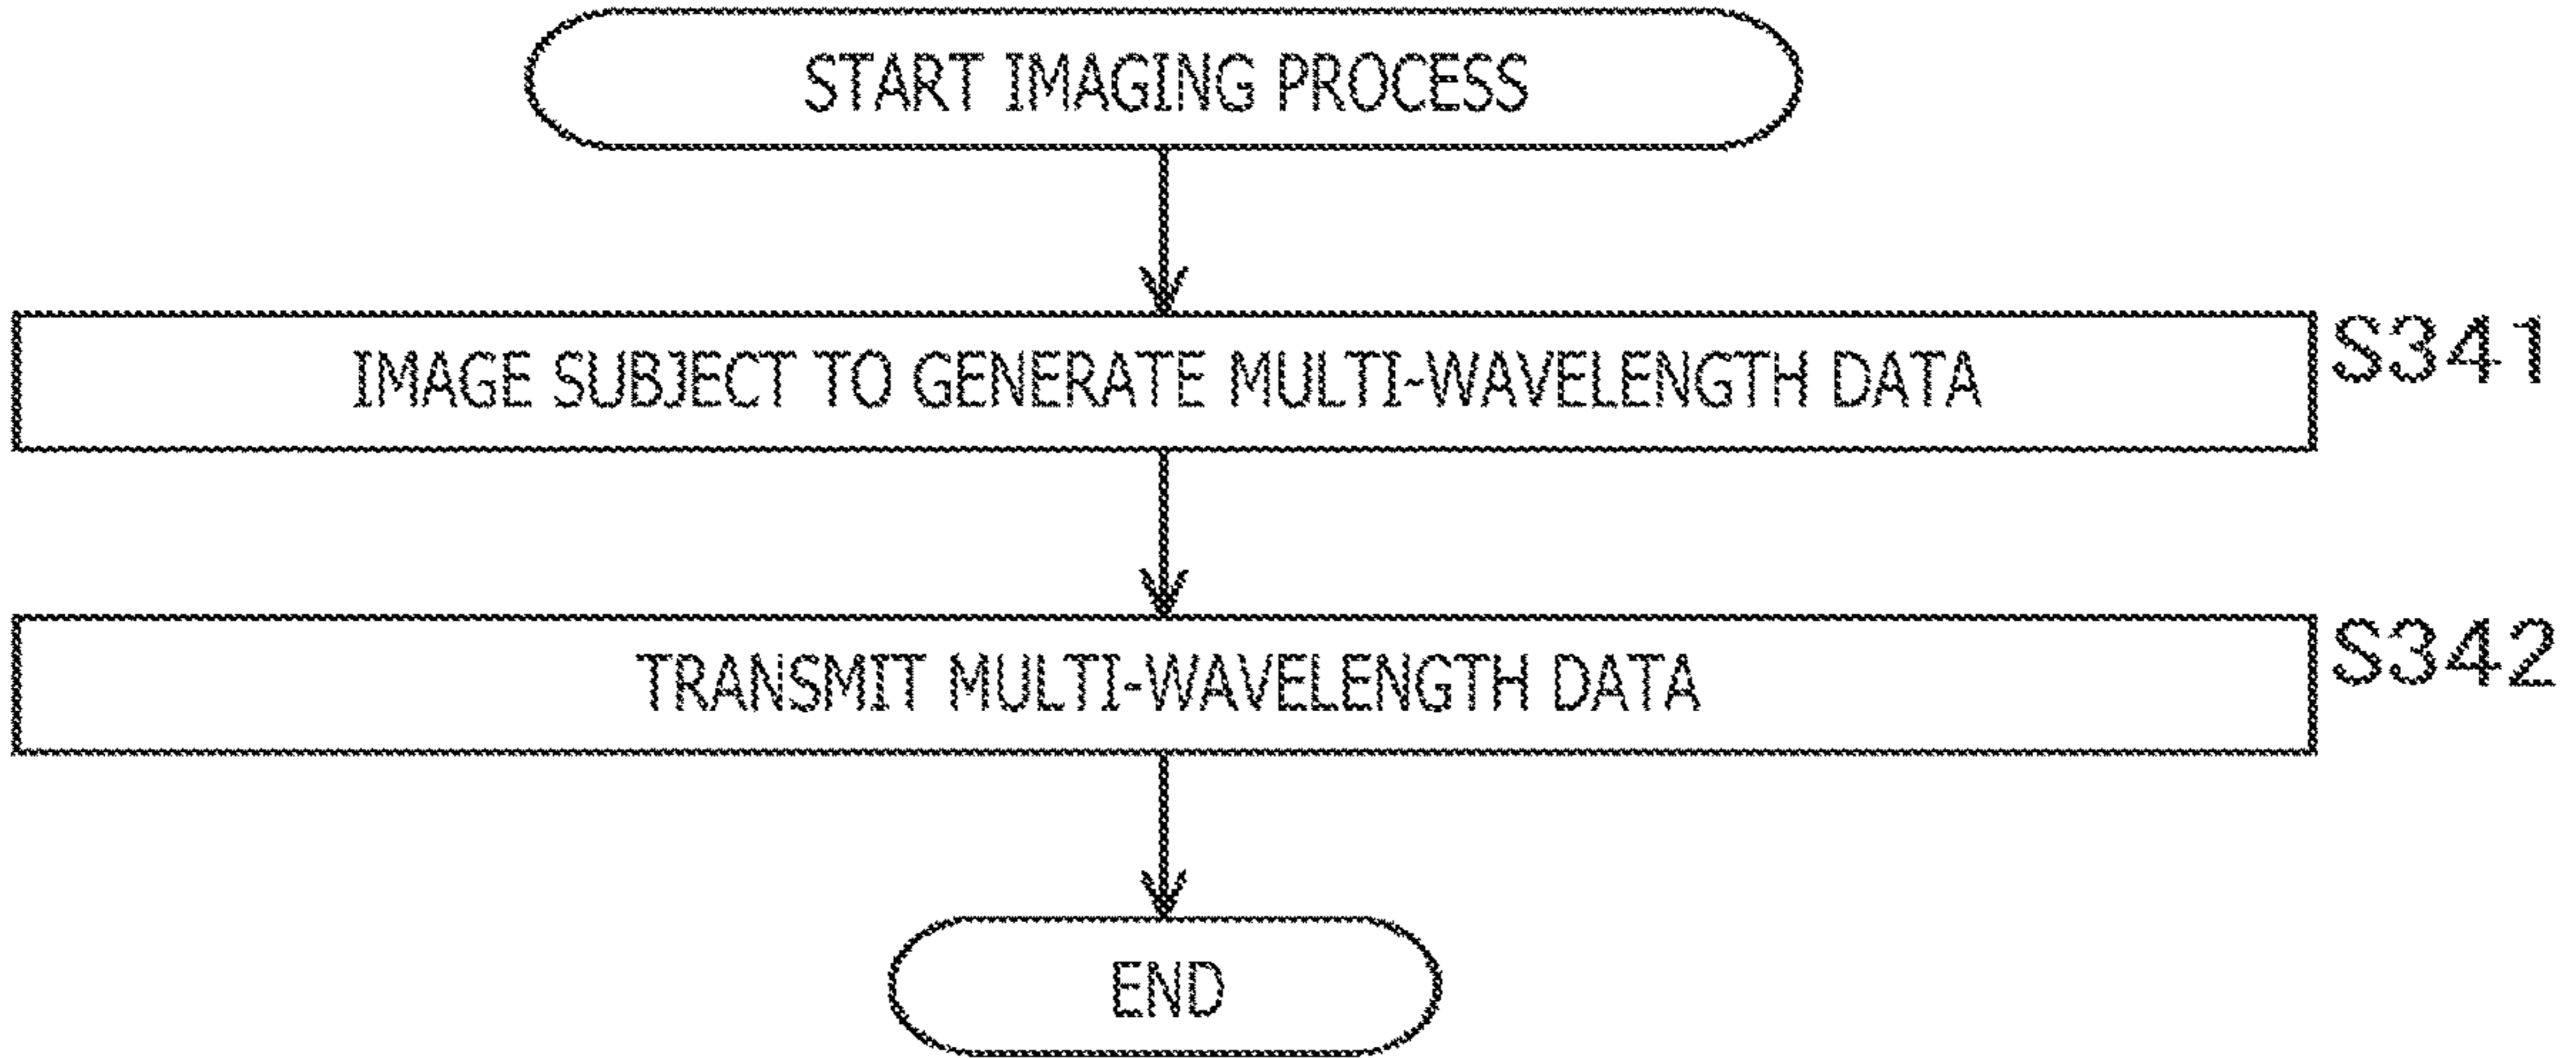 START IMAGING PROCESS
IMAGE SUBJECT TO GENERATE MULTI-WAVELENGTH DATA
S341
TRANSMIT MULTI-WAVELENGTH DATA
S342
END